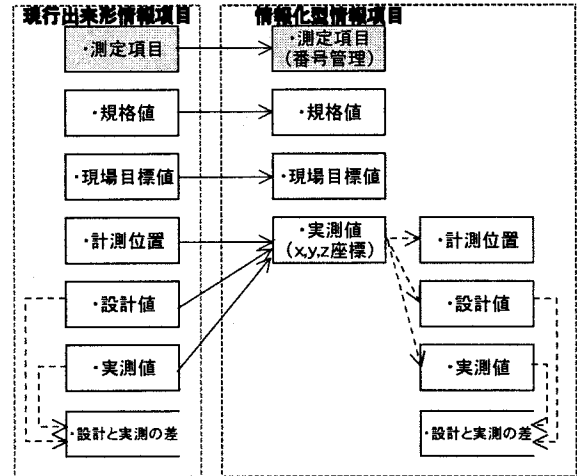 現行出来形情報項目
・測定項目
・規格値
・現場目標値
・計測位置
・設計値
・実測値
・設計と実測の差
情報化型情報項目
・測定項目
(番号管理)
・規格値
・現場目標値
・実測値
(x,y,z座標)
・計測位置
・設計値
・実測値
・設計と実測の差